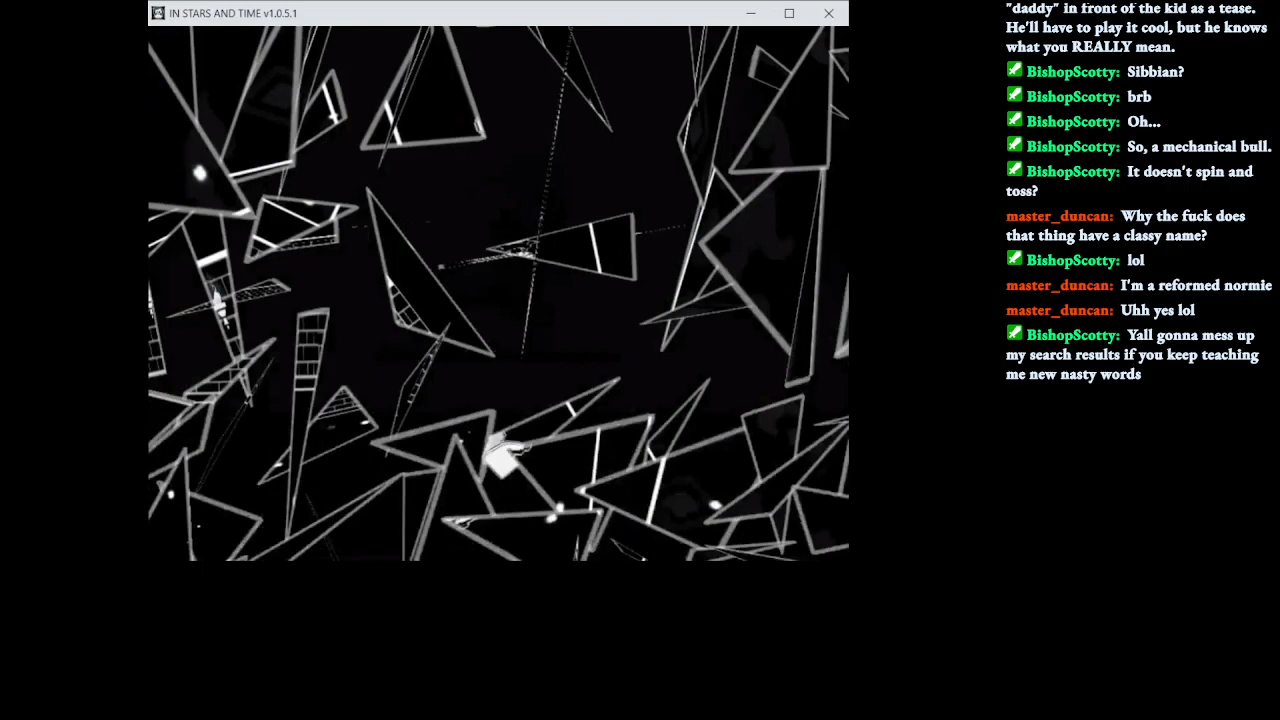 IN STARS AND TIME v1.0.5.1
"daddy" in front of the kid as a tease.
He'll have to play it cool, but he knows
what you REALLY mean.
BishopScotty: Sibbian?
BishopScotty: brb
BishopScotty: Oh...
BishopScotty: So, a mechanical bull.
BishopScotty: It doesn't spin and
toss?
master_duncan: Why the fuck does
that thing have a classy name?
BishopScotty: lol
master_duncan: I'm a reformed normie
master_duncan: Uhh yes lol
BishopScotty: Yall gonna mess up
my search results if you keep teaching
me new nasty words